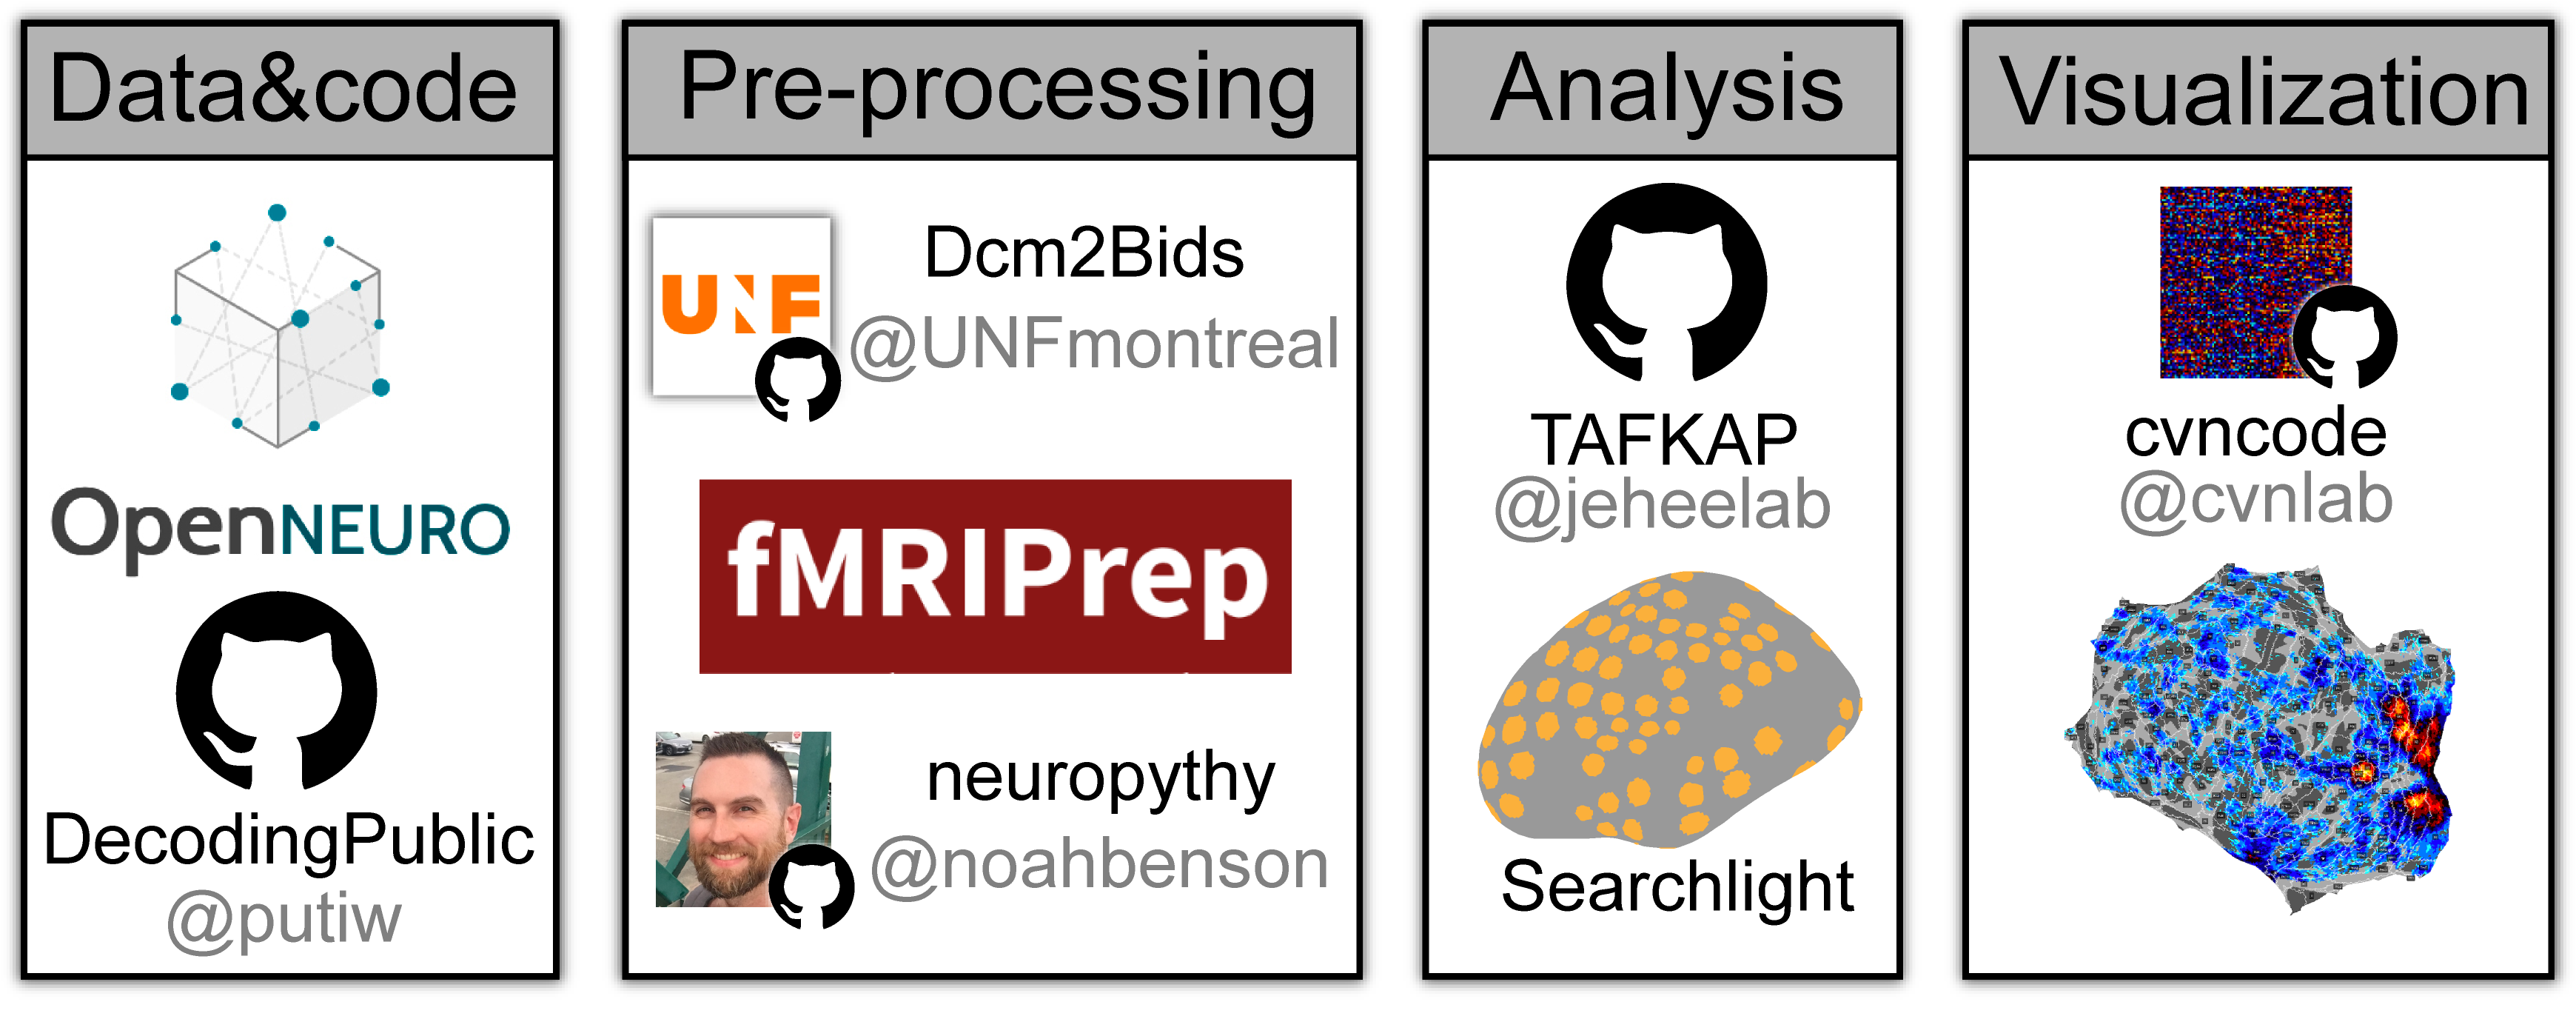 Data&code
OpenNEURO
DecodingPublic
@putiw
Pre-processing
UNF
Dcm2Bids
@UNFmontreal
fMRIPrep
neuropythy
@noahbenson
Analysis
TAFKAP
@jeheelab
Searchlight
Visualization
cvncode
@cvnlab